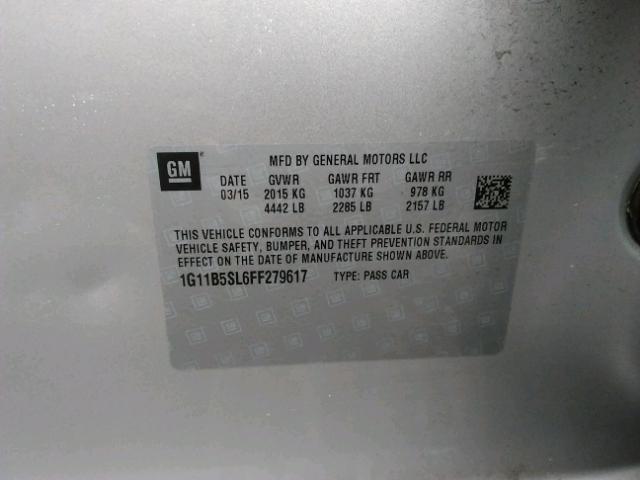 GM
MFD BY GENERAL MOTORS LLC
DATE GVWR GAWR FRT GAWR RR
03/15 2015 KG 1037 KG 978 KG
4442 LB 2285 LB 2157 LB
THIS VEHICLE CONFORMS TO ALL APPLICABLE U.S. FEDERAL MOTOR
VEHICLE SAFETY, BUMPER, AND THEFT PREVENTION STANDARDS IN
EFFECT ON THE DATE OF MANUFACTURE SHOWN ABOVE.
1G11B5SL6FF279617 TYPE: PASS CAR